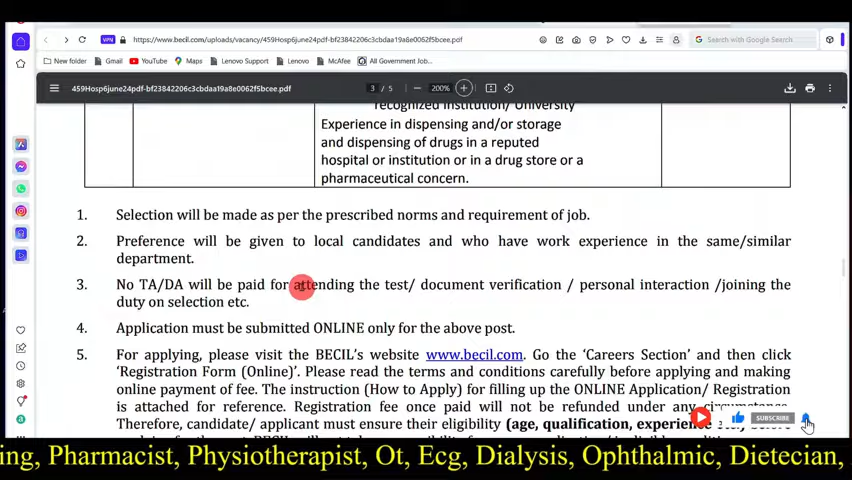 VPN https://www.becil.com/uploads/vacancy/459Hosp6june24pdf-bf23842206c3cbdaa19a8e0062f5bcee.pdf Search with Google Search
New folder Gmail YouTube Maps Lenovo Support Lenovo McAfee All Government Job...
459Hosp6june24pdf-bf23842206c3cbdaa19a8e0062f5bcee.pdf 3 / 5 200%
recognized Institution/ University
Experience in dispensing and/or storage
and dispensing of drugs in a reputed
hospital or institution or in a drug store or a
pharmaceutical concern.
1. Selection will be made as per the prescribed norms and requirement of job.
2. Preference will be given to local candidates and who have work experience in the same/similar
department.
3. No TA/DA will be paid for attending the test/ document verification / personal interaction /joining the
duty on selection etc.
4. Application must be submitted ONLINE only for the above post.
5. For applying, please visit the BECIL's website www.becil.com. Go the 'Careers Section' and then click
'Registration Form (Online)'. Please read the terms and conditions carefully before applying and making
online payment of fee. The instruction (How to Apply) for filling up the ONLINE Application/ Registration
is attached for reference. Registration fee once paid will not be refunded under any circumstance.
Therefore, candidate/ applicant must ensure their eligibility (age, qualification, experience
SUBSCRIBE
ing, Pharmacist, Physiotherapist, Ot, Ecg, Dialysis, Ophthalmic, Dietecian,